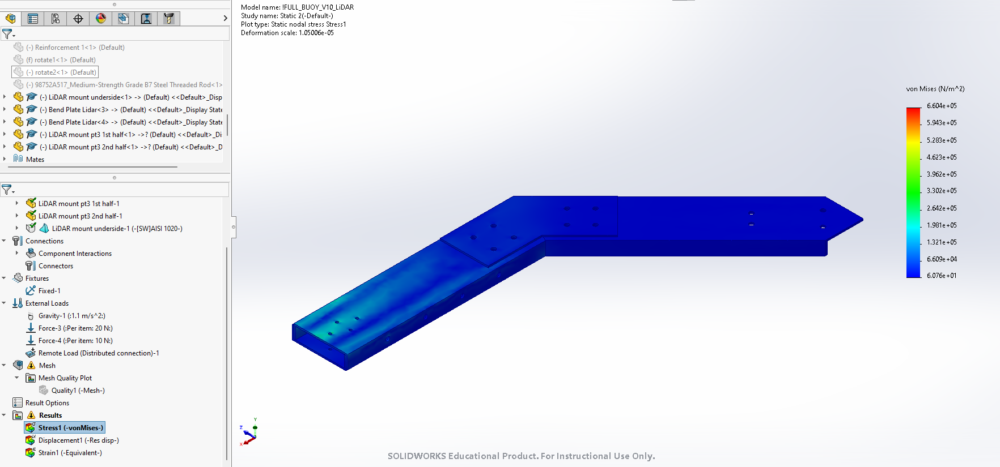 Model name: !FULL_BUOY_V10_LiDAR
Study name: Static 2(-Default-)
Plot type: Static nodal stress Stress1
Deformation scale: 1.05006e-05
(-) Reinforcement 1<1> (Default)
(f) rotate1<1> (Default)
(-) rotate2<1> (Default)
(-) 98752A517_Medium-Strength Grade B7 Steel Threaded Rod<1>
(-) LiDAR mount underside<1> -> (Default) <<Default>_Disp
(-) Bend Plate Lidar<3> -> (Default) <<Default>_Display State
(-) Bend Plate Lidar<4> -> (Default) <<Default>_Display State
(-) LiDAR mount pt3 1st half<1> ->? (Default) <<Default>_Di
(-) LiDAR mount pt3 2nd half<1> ->? (Default) <<Default>_D
Mates
LiDAR mount pt3 1st half-1
LiDAR mount pt3 2nd half-1
LiDAR mount underside-1 (-[SW]AISI 1020-)
Connections
Component Interactions
Connectors
Fixtures
Fixed-1
External Loads
Gravity-1 (:1.1 m/s^2:)
Force-3 (:Per item: 20 N:)
Force-4 (:Per item: 10 N:)
Remote Load (Distributed connection)-1
Mesh
Mesh Quality Plot
Quality1 (-Mesh-)
Result Options
Results
Stress1 (-vonMises-)
Displacement1 (-Res disp-)
Strain1 (-Equivalent-)
von Mises (N/m^2)
6.604e+05
5.943e+05
5.283e+05
4.623e+05
3.962e+05
3.302e+05
2.642e+05
1.981e+05
1.321e+05
6.609e+04
6.076e+01
Y
Z
X
SOLIDWORKS Educational Product. For Instructional Use Only.